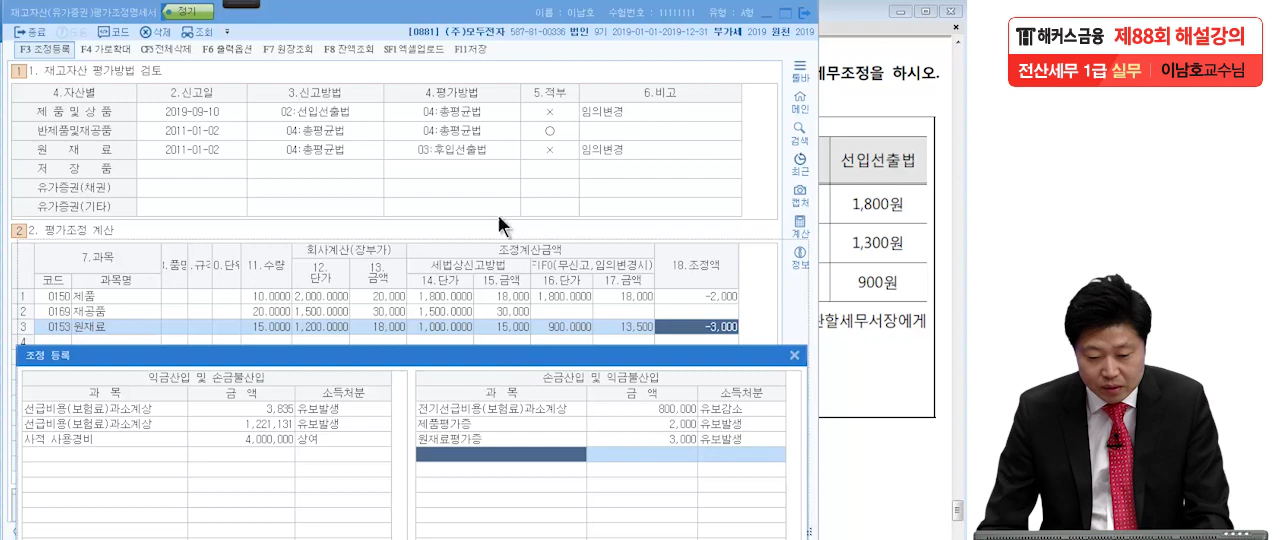 재고자산(유가증권)평가조정명세서 정기 이름 : 이남호 수험번호 : 11111111 유형 : A형
종료 코드 삭제 조회 [0881] (주)모두전자 587-81-00336 법인 9기 2019-01-01~2019-12-31 부가세 2019 원천 2019
F3 조정등록 F4 가로확대 CF5 전체삭제 F6 출력옵션 F7 원장조회 F8 잔액조회 SF1 엑셀업로드 F11저장
1 1. 재고자산 평가방법 검토
4.자산별 2.신고일 3.신고방법 4.평가방법 5.적부 6.비고
제 품 및 상 품 2019-09-10 02:선입선출법 04:총평균법 × 임의변경
반제품및재공품 2011-01-02 04:총평균법 04:총평균법 ○
원 재 료 2011-01-02 04:총평균법 03:후입선출법 × 임의변경
저 장 품
유가증권(채권)
유가증권(기타)
2 2. 평가조정 계산
7.과목 11.수량 회사계산(장부가) 조정계산금액 18.조정액
12.단가 13.금액 세법상신고방법 FIFO(무신고,임의변경시)
코드 과목명 14.단가 15.금액 16.단가 17.금액
1 0150 제품 10.0000 2,000.0000 20,000 1,800.0000 18,000 1,800.0000 18,000 -2,000
2 0169 재공품 20.0000 1,500.0000 30,000 1,500.0000 30,000
3 0153 원재료 15.0000 1,200.0000 18,000 1,000.0000 15,000 900.0000 13,500 -3,000
4
조정 등록
익금산입 및 손금불산입 손금산입 및 익금불산입
과 목 금 액 소득처분 과 목 금 액 소득처분
선급비용(보험료)과소계상 3,835 유보발생 전기선급비용(보험료)과소계상 800,000 유보감소
선급비용(보험료)과소계상 1,221,131 유보발생 제품평가증 2,000 유보발생
사적 사용경비 4,000,000 상여 원재료평가증 3,000 유보발생
툴바
메인
검색
최근
캡처
계산
정보
세무조정을 하시오.
선입선출법
1,800원
1,300원
900원
할세무서장에게
해커스금융 제88회 해설강의
전산세무 1급 실무 이남호교수님